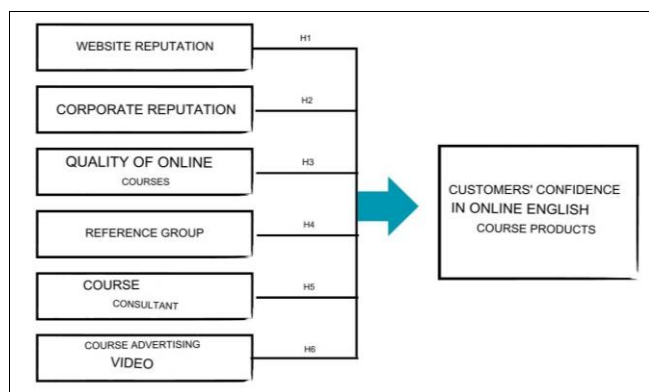 WEBSITE REPUTATION
H1
CORPORATE REPUTATION
H2
QUALITY OF ONLINE
COURSES
H3
REFERENCE GROUP
H4
COURSE
CONSULTANT
H5
COURSE ADVERTISING
VIDEO
H6
CUSTOMERS' CONFIDENCE
IN ONLINE ENGLISH
COURSE PRODUCTS